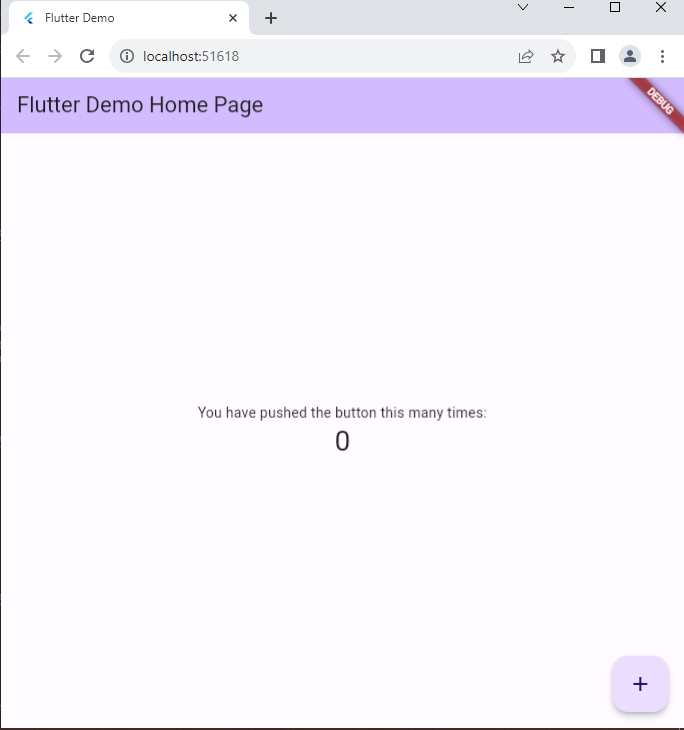 Flutter Demo
localhost:51618
Flutter Demo Home Page
DEBUG
You have pushed the button this many times:
0